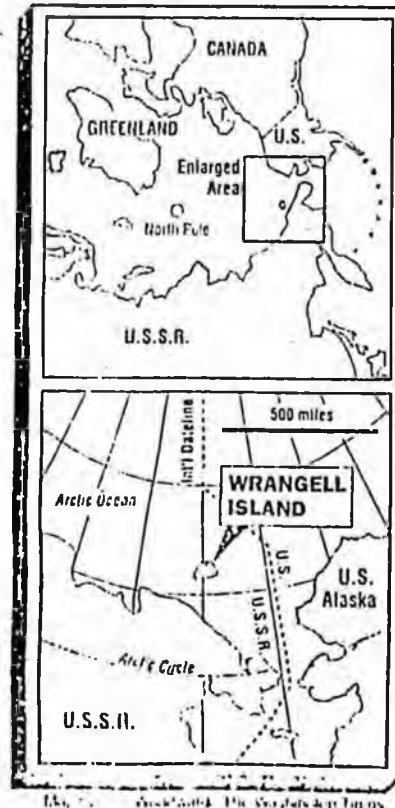 CANADA
GREENLAND
U.S.
Enlarged
Area
North Pole
U.S.S.R.
500 miles
Int'l Dateline
WRANGELL
ISLAND
Arctic Ocean
U.S.
U.S.S.R.
U.S.
Alaska
Arctic Circle
U.S.S.R.